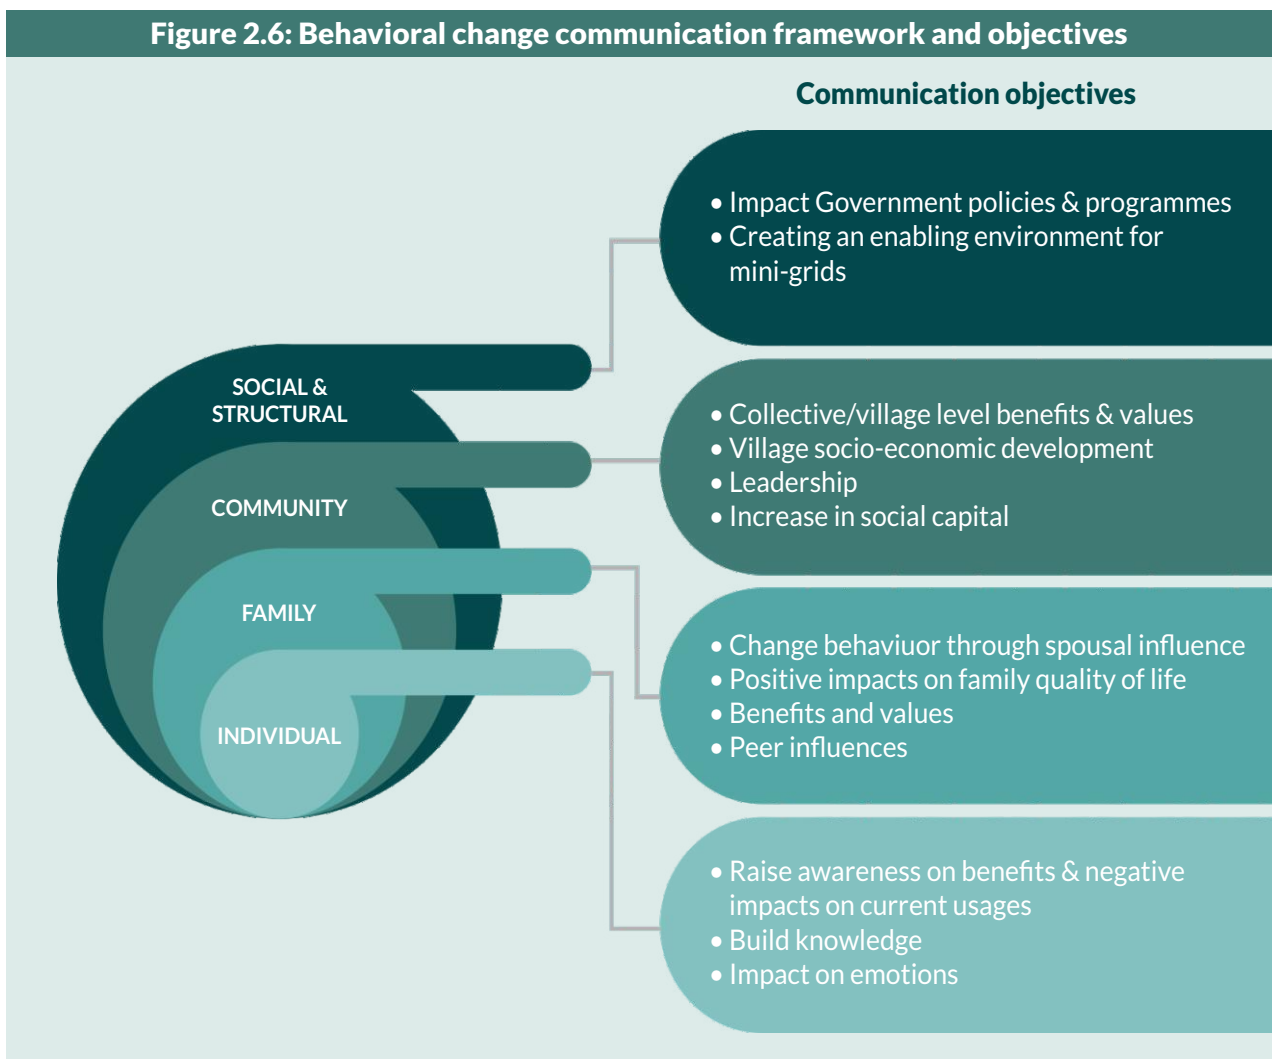 Figure 2.6: Behavioral change communication framework and objectives
Communication objectives
SOCIAL &
STRUCTURAL
COMMUNITY
FAMILY
INDIVIDUAL
• Impact Government policies & programmes
• Creating an enabling environment for
mini-grids
• Collective/village level benefits & values
• Village socio-economic development
• Leadership
• Increase in social capital
• Change behaviuor through spousal influence
• Positive impacts on family quality of life
• Benefits and values
• Peer influences
• Raise awareness on benefits & negative
impacts on current usages
• Build knowledge
• Impact on emotions